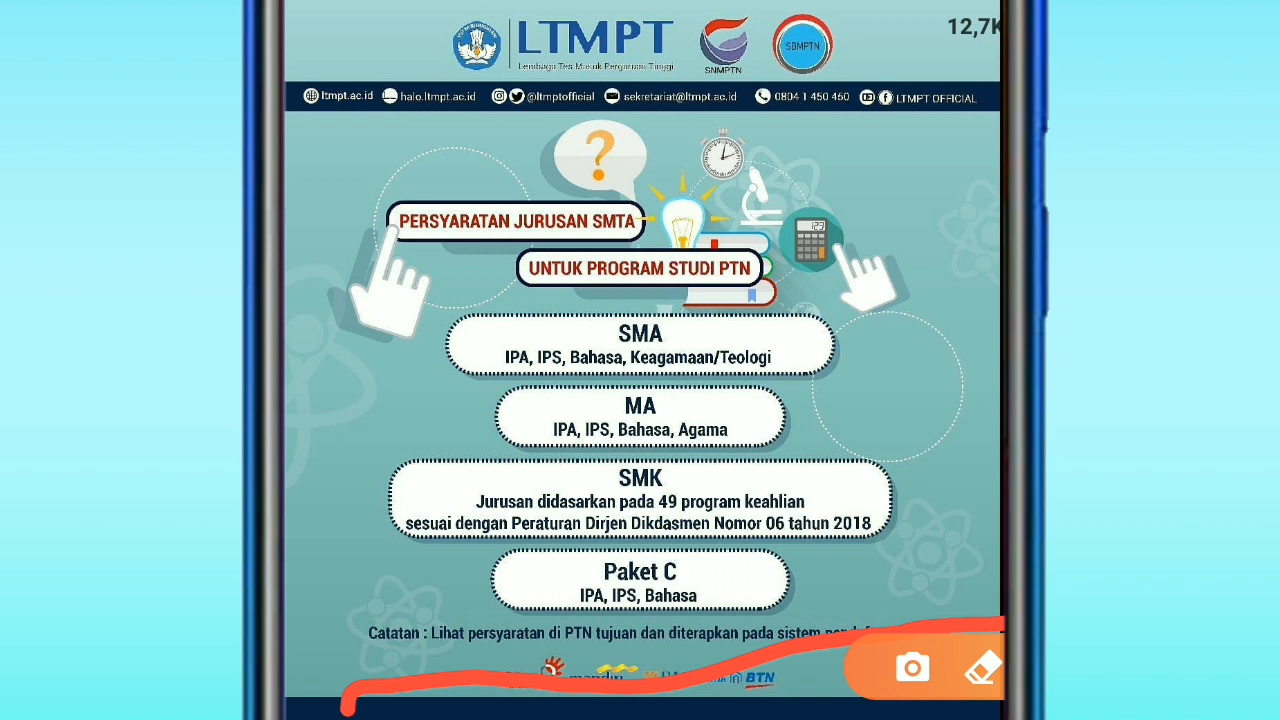 LTMPT
Lembaga Tes Masuk Perguruan Tinggi
SNMPTN
SBMPTN
12,7K
ltmpt.ac.id halo.ltmpt.ac.id @ltmptofficial sekretariat@ltmpt.ac.id 0804 1 450 450 LTMPT OFFICIAL
?
123
PERSYARATAN JURUSAN SMTA
UNTUK PROGRAM STUDI PTN
SMA
IPA, IPS, Bahasa, Keagamaan/Teologi
MA
IPA, IPS, Bahasa, Agama
SMK
Jurusan didasarkan pada 49 program keahlian
sesuai dengan Peraturan Dirjen Dikdasmen Nomor 06 tahun 2018
Paket C
IPA, IPS, Bahasa
Catatan : Lihat persyaratan di PTN tujuan dan diterapkan pada sistem
mandiri BTN